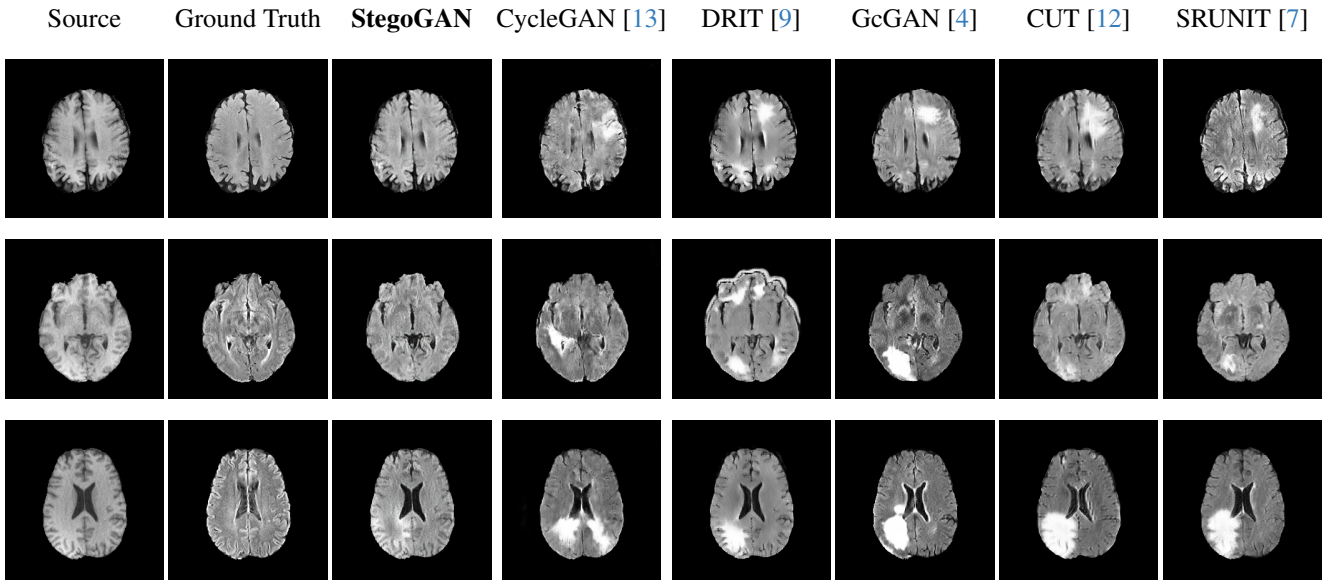 Source Ground Truth StegoGAN CycleGAN [13] DRIT [9] GcGAN [4] CUT [12] SRUNIT [7]